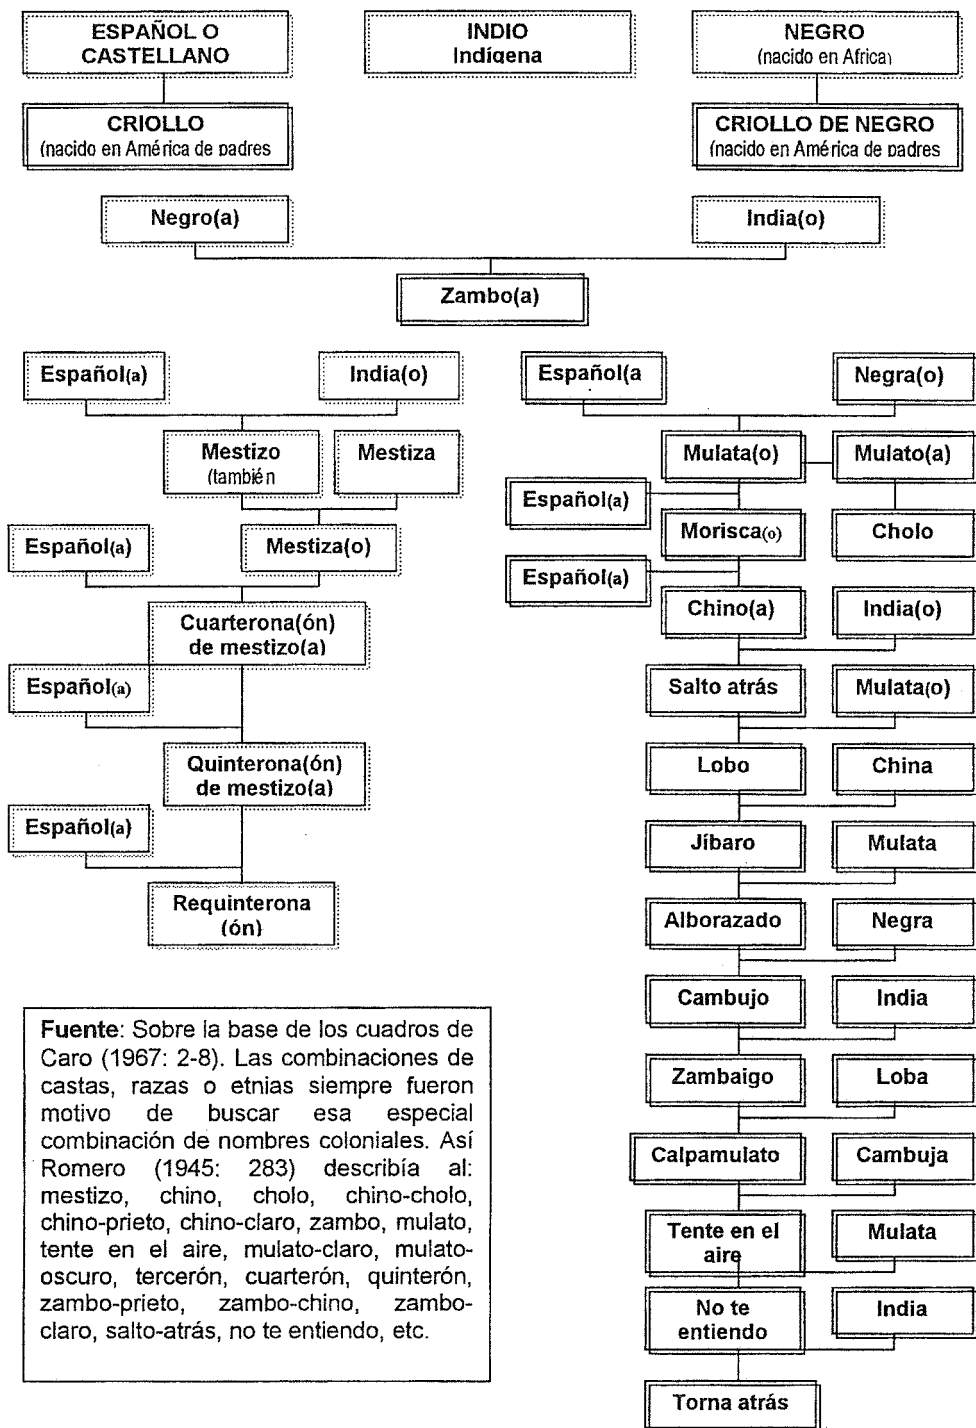 ESPAÑOL O
CASTELLANO
INDIO
Indígena
NEGRO
(nacido en Africa)
CRIOLLO
(nacido en América de padres
CRIOLLO DE NEGRO
(nacido en América de padres
Negro(a)
India(o)
Zambo(a)
Español(a)
India(o)
Mestizo
(también
Mestiza
Español(a)
Mestiza(o)
Cuarterona(ón)
de mestizo(a)
Español(a)
Quinterona(ón)
de mestizo(a)
Español(a)
Requinterona
(ón)
Español(a
Negra(o)
Mulata(o)
Mulato(a)
Español(a)
Morisca(o)
Cholo
Español(a)
Chino(a)
India(o)
Salto atrás
Mulata(o)
Lobo
China
Jíbaro
Mulata
Alborazado
Negra
Cambujo
India
Zambaigo
Loba
Calpamulato
Cambuja
Tente en el
aire
Mulata
No te
entiendo
India
Torna atrás
Fuente: Sobre la base de los cuadros de
Caro (1967: 2-8). Las combinaciones de
castas, razas o etnias siempre fueron
motivo de buscar esa especial
combinación de nombres coloniales. Así
Romero (1945: 283) describía al:
mestizo, chino, cholo, chino-cholo,
chino-prieto, chino-claro, zambo, mulato,
tente en el aire, mulato-claro, mulato-
oscuro, tercerón, cuarterón, quinterón,
zambo-prieto, zambo-chino, zambo-
claro, salto-atrás, no te entiendo, etc.